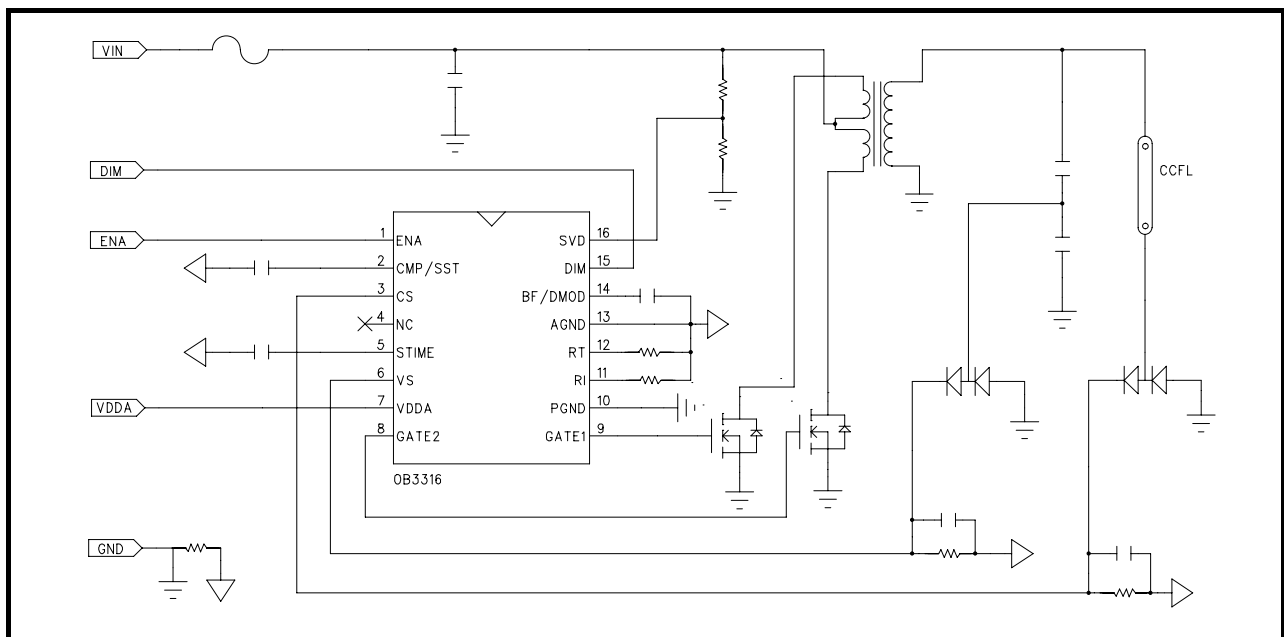 VIN
DIM
CCFL
ENA
1 ENA
2 CMP/SST
3 CS
4 NC
5 STIME
6 VS
7 VDDA
8 GATE2
SVD 16
DIM 15
BF/DMOD 14
AGND 13
RT 12
RI 11
PGND 10
GATE1 9
VDDA
OB3316
GND